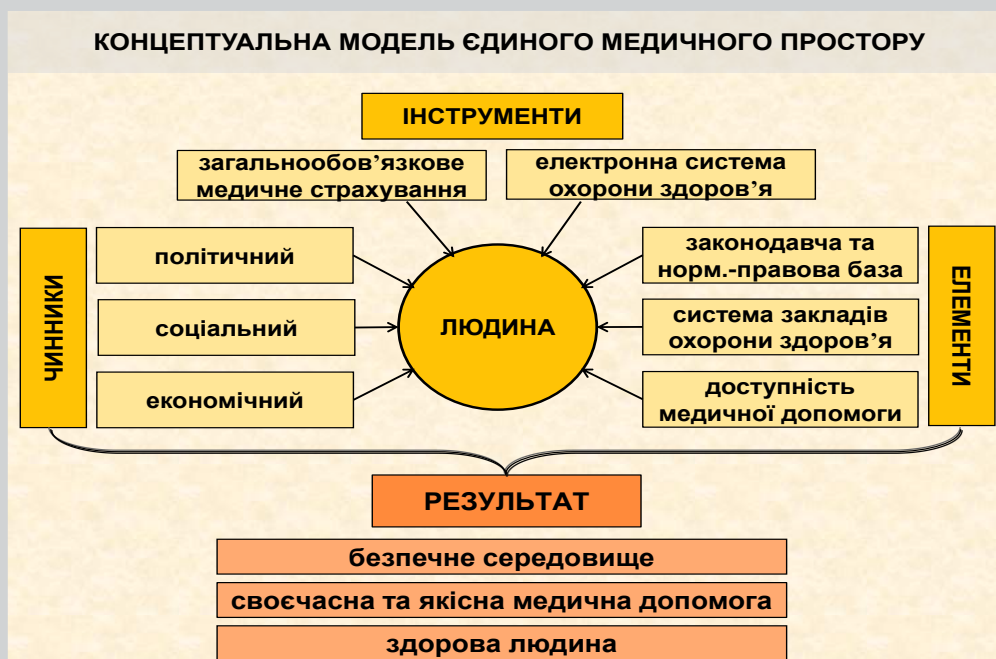 КОНЦЕПТУАЛЬНА МОДЕЛЬ ЄДИНОГО МЕДИЧНОГО ПРОСТОРУ
ІНСТРУМЕНТИ
загальнообов’язкове
медичне страхування
електронна система
охорони здоров’я
ЧИННИКИ
політичний
соціальний
економічний
ЛЮДИНА
законодавча та
норм.-правова база
система закладів
охорони здоров’я
доступність
медичної допомоги
ЕЛЕМЕНТИ
РЕЗУЛЬТАТ
безпечне середовище
своєчасна та якісна медична допомога
здорова людина